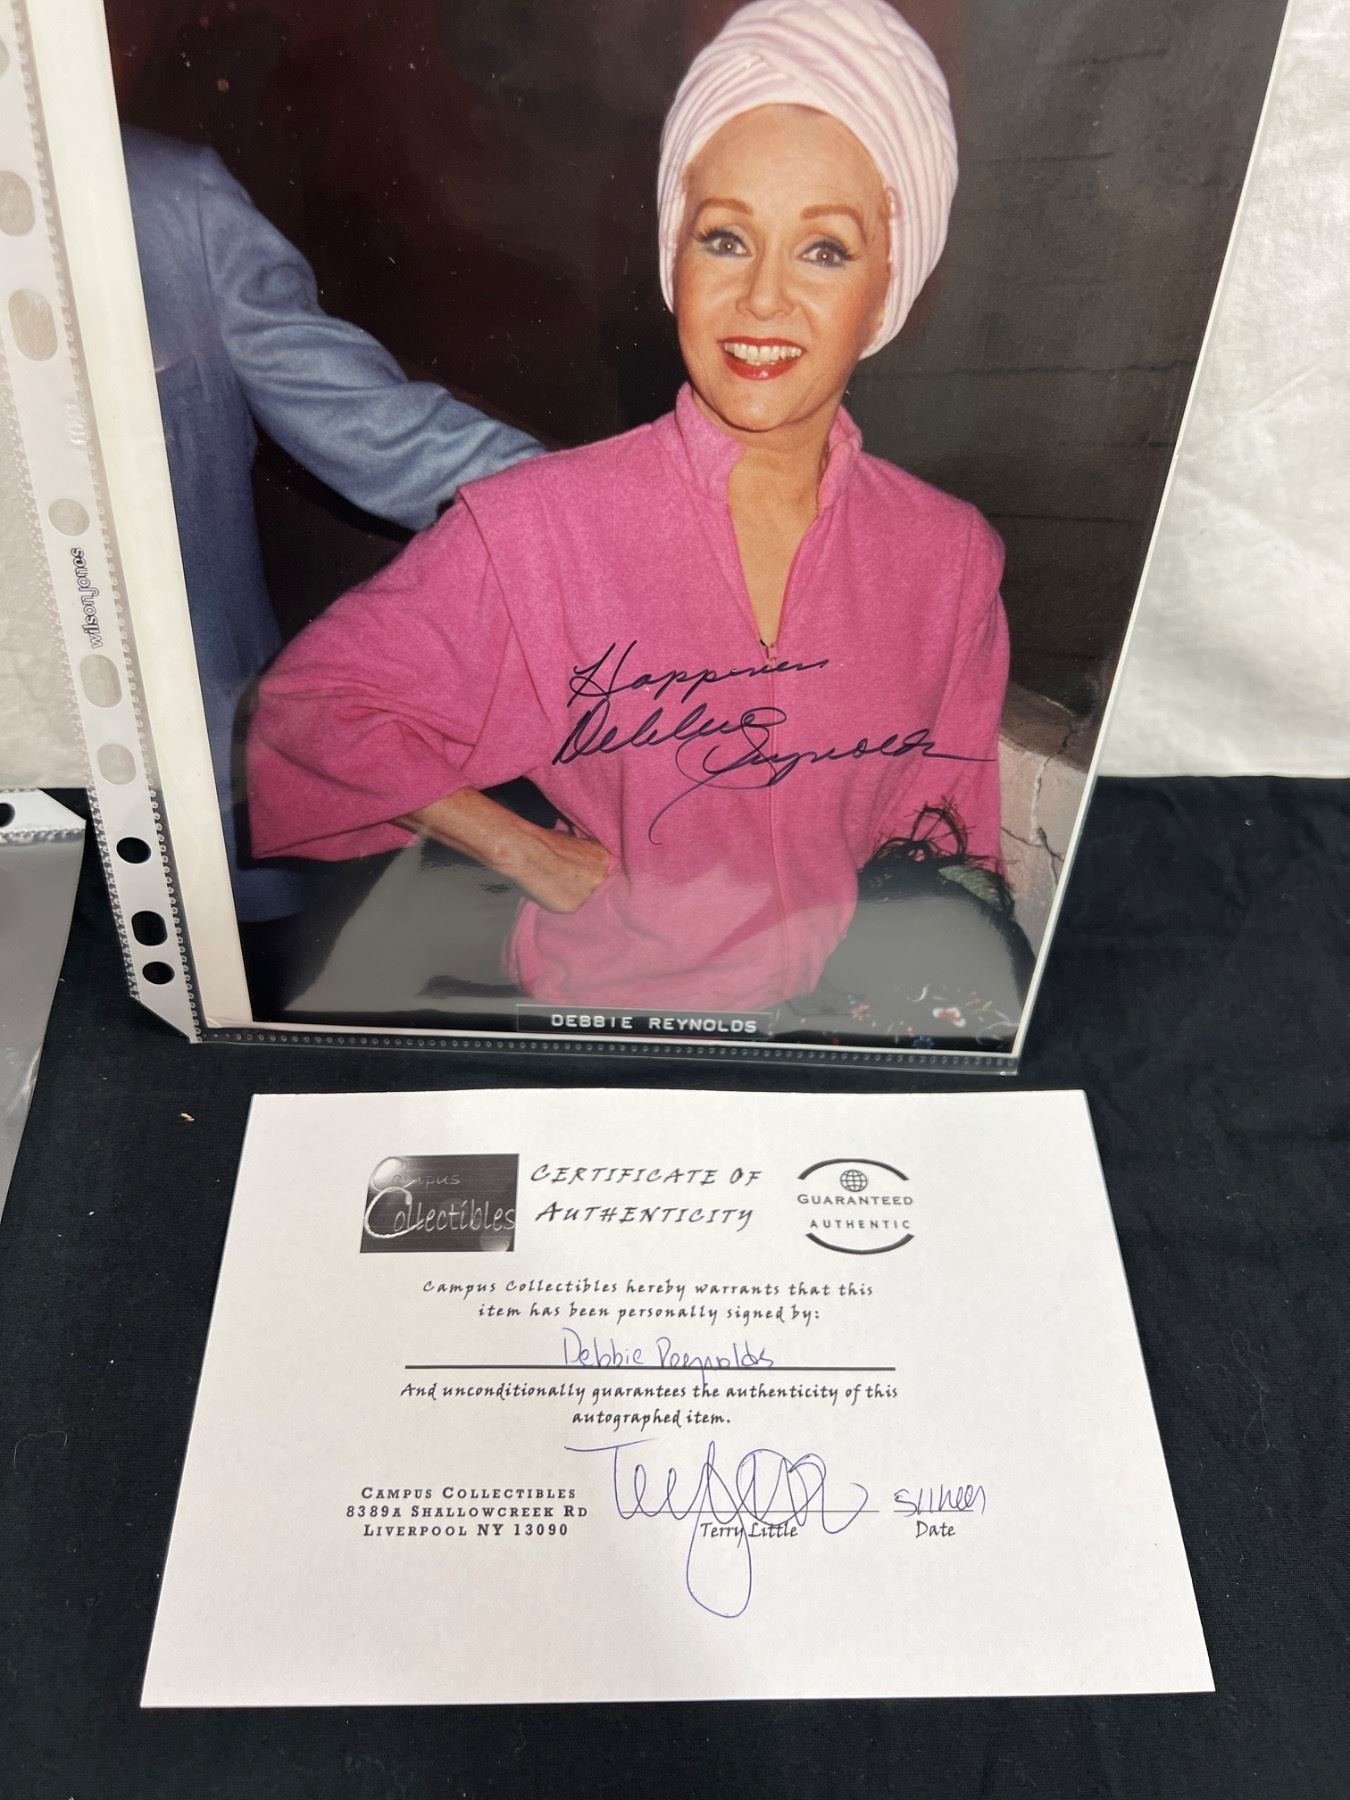 wilsonjones
Happiness
Debbie Reynolds
DEBBIE REYNOLDS
Campus
Collectibles
CERTIFICATE OF
AUTHENTICITY
GUARANTEED
AUTHENTIC
Campus Collectibles hereby warrants that this
item has been personally signed by:
Debbie Reynolds
And unconditionally guarantees the authenticity of this
autographed item.
CAMPUS COLLECTIBLES
8389A SHALLOWCREEK RD
LIVERPOOL NY 13090
Terry Little
Date